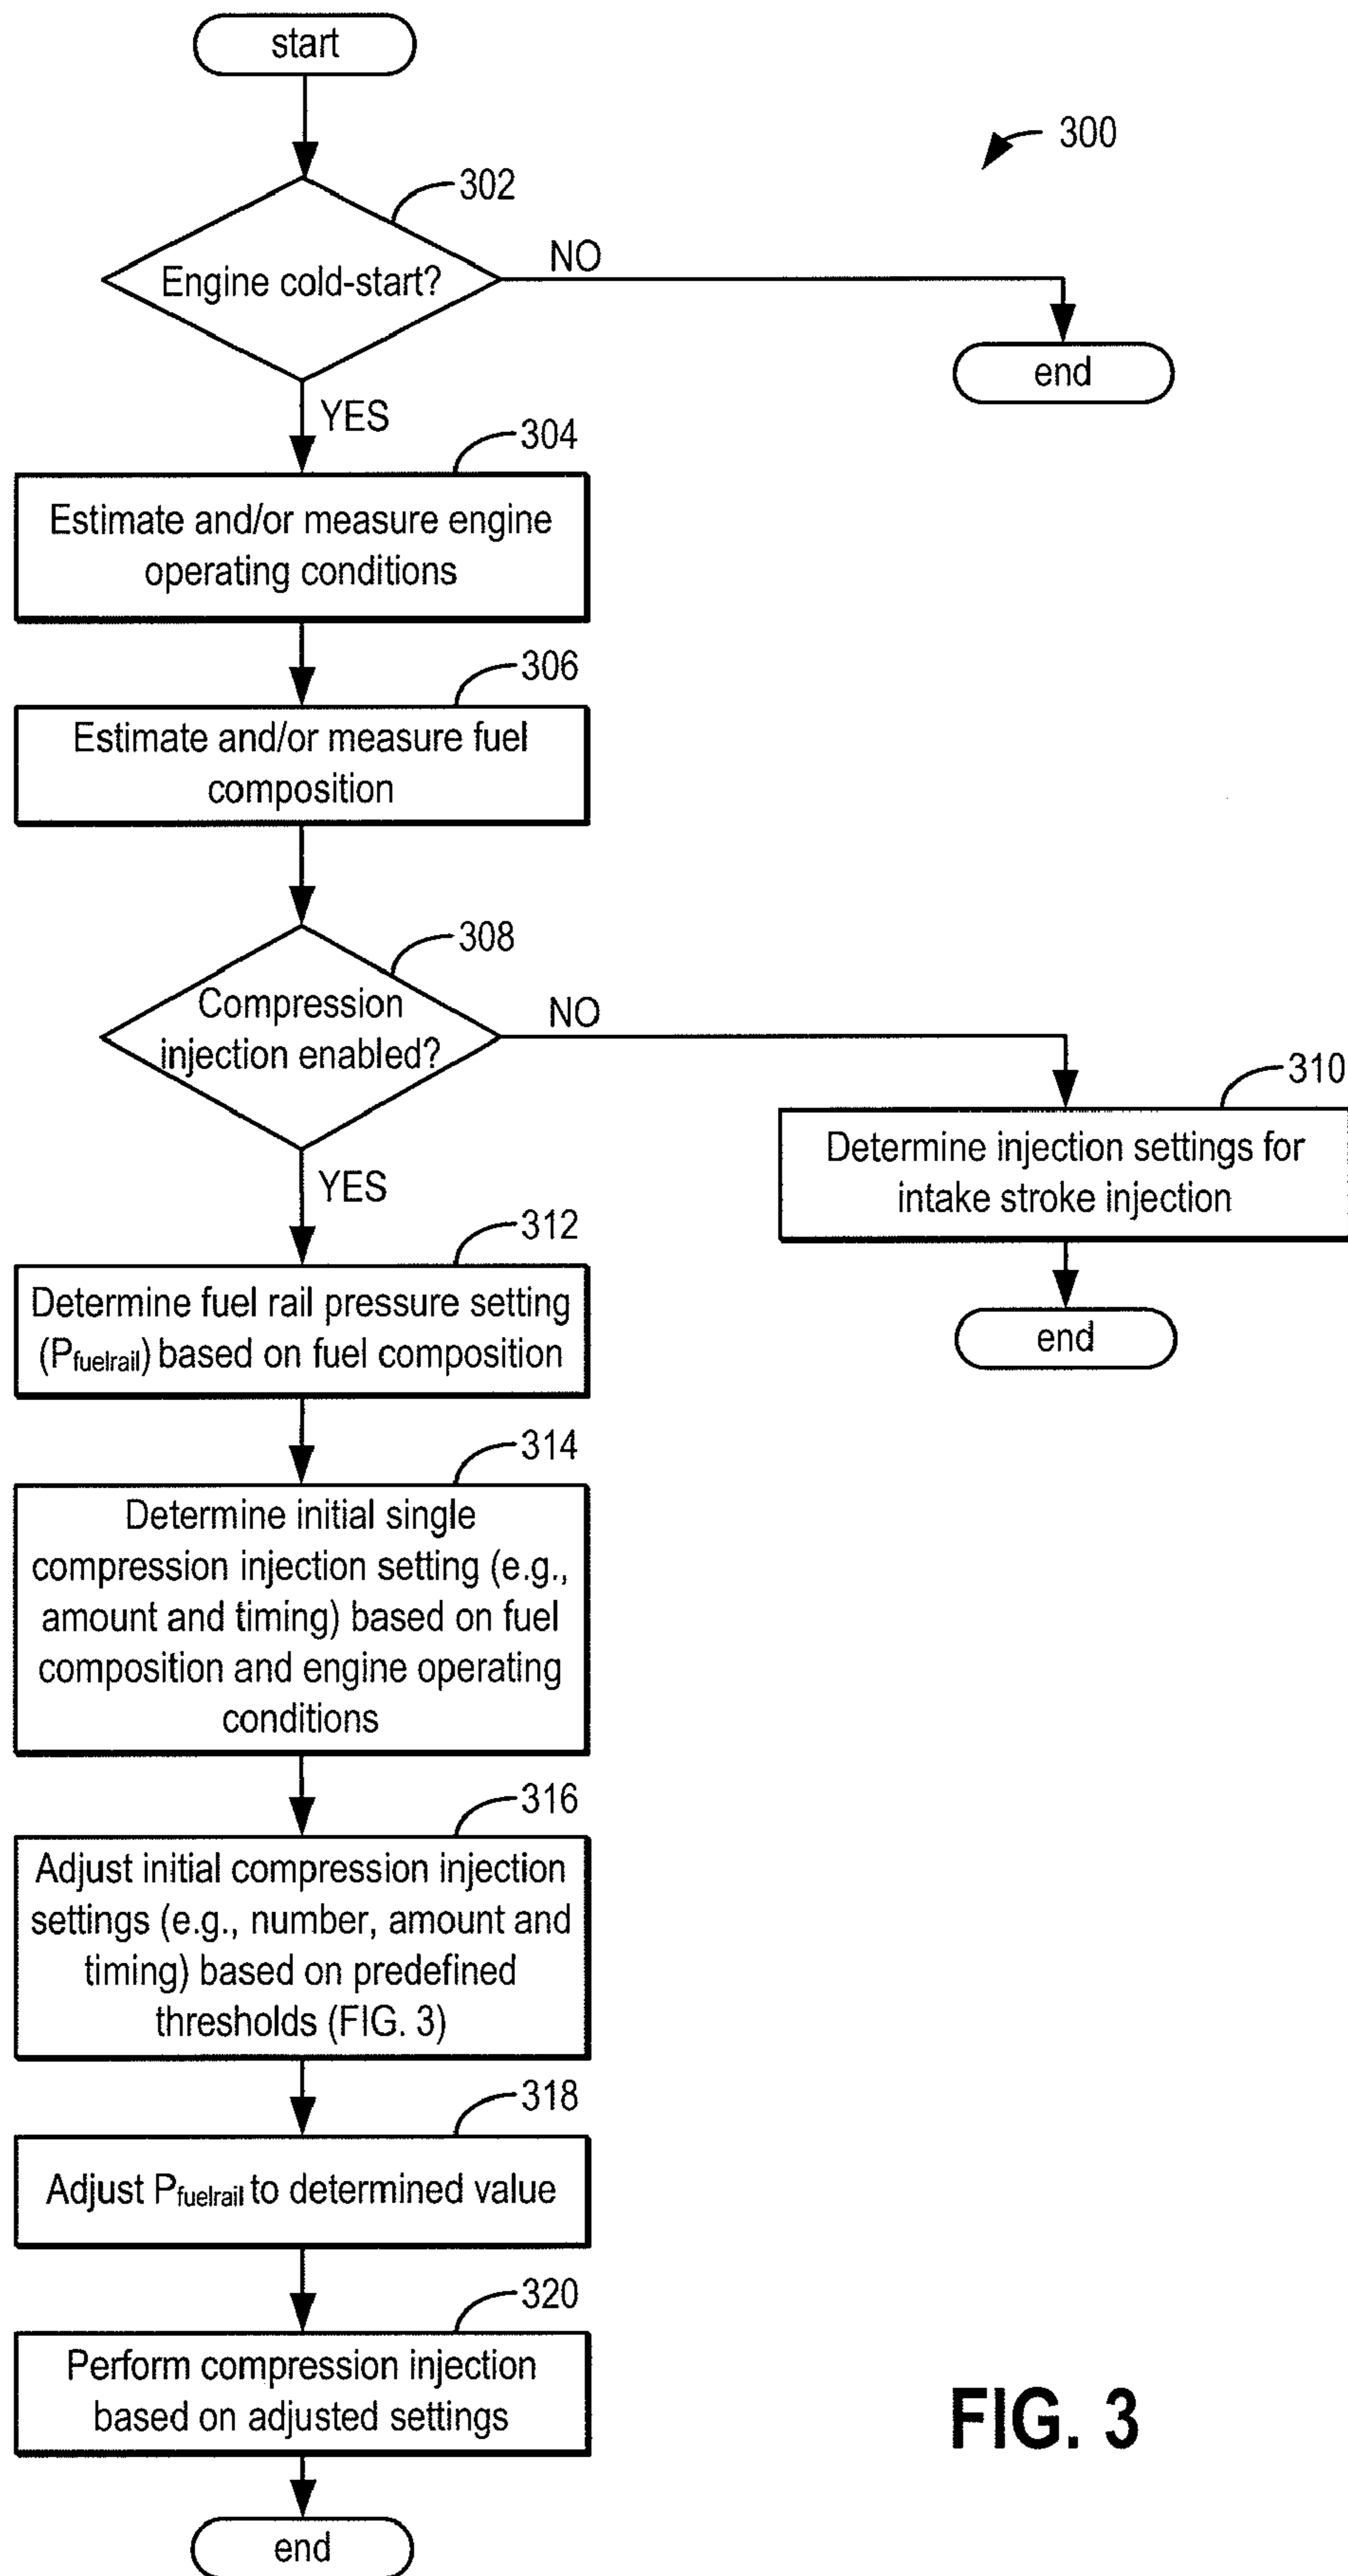 start
300
302
Engine cold-start?
NO
end
YES
304
Estimate and/or measure engine
operating conditions
306
Estimate and/or measure fuel
composition
308
Compression
injection enabled?
NO
310
Determine injection settings for
intake stroke injection
end
YES
312
Determine fuel rail pressure setting
(Pfuelrail) based on fuel composition
314
Determine initial single
compression injection setting (e.g.,
amount and timing) based on fuel
composition and engine operating
conditions
316
Adjust initial compression injection
settings (e.g., number, amount and
timing) based on predefined
thresholds (FIG. 3)
318
Adjust Pfuelrail to determined value
320
Perform compression injection
based on adjusted settings
end
FIG. 3